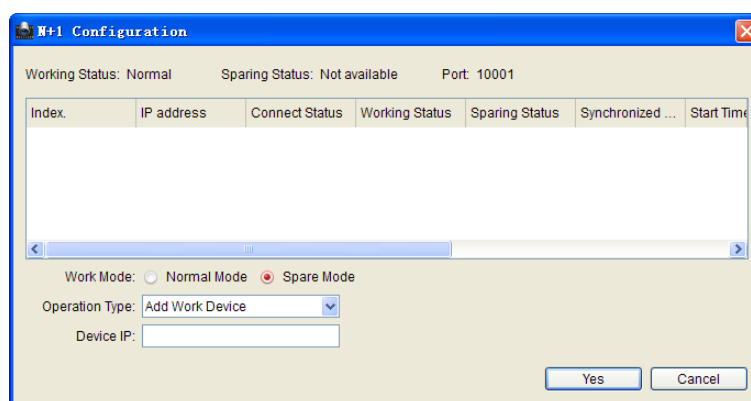 N+1 Configuration
Working Status: Normal Sparing Status: Not available Port: 10001
Index. IP address Connect Status Working Status Sparing Status Synchronized ... Start Time
Work Mode: Normal Mode Spare Mode
Operation Type: Add Work Device
Device IP:
Yes Cancel